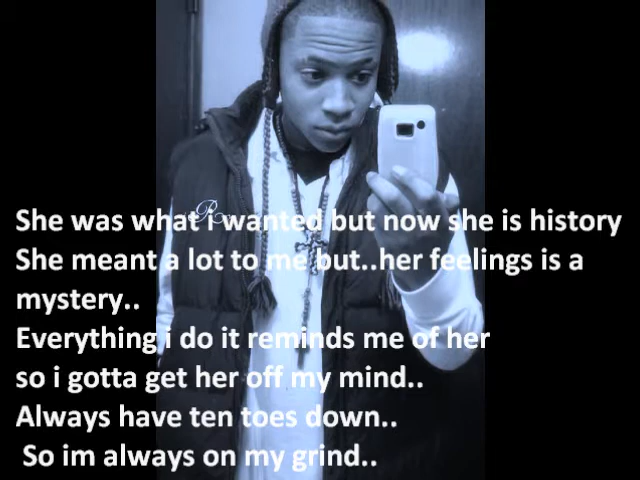 She was what i wanted but now she is history
She meant a lot to me but..her feelings is a
mystery..
Everything i do it reminds me of her
so i gotta get her off my mind..
Always have ten toes down..
So im always on my grind..